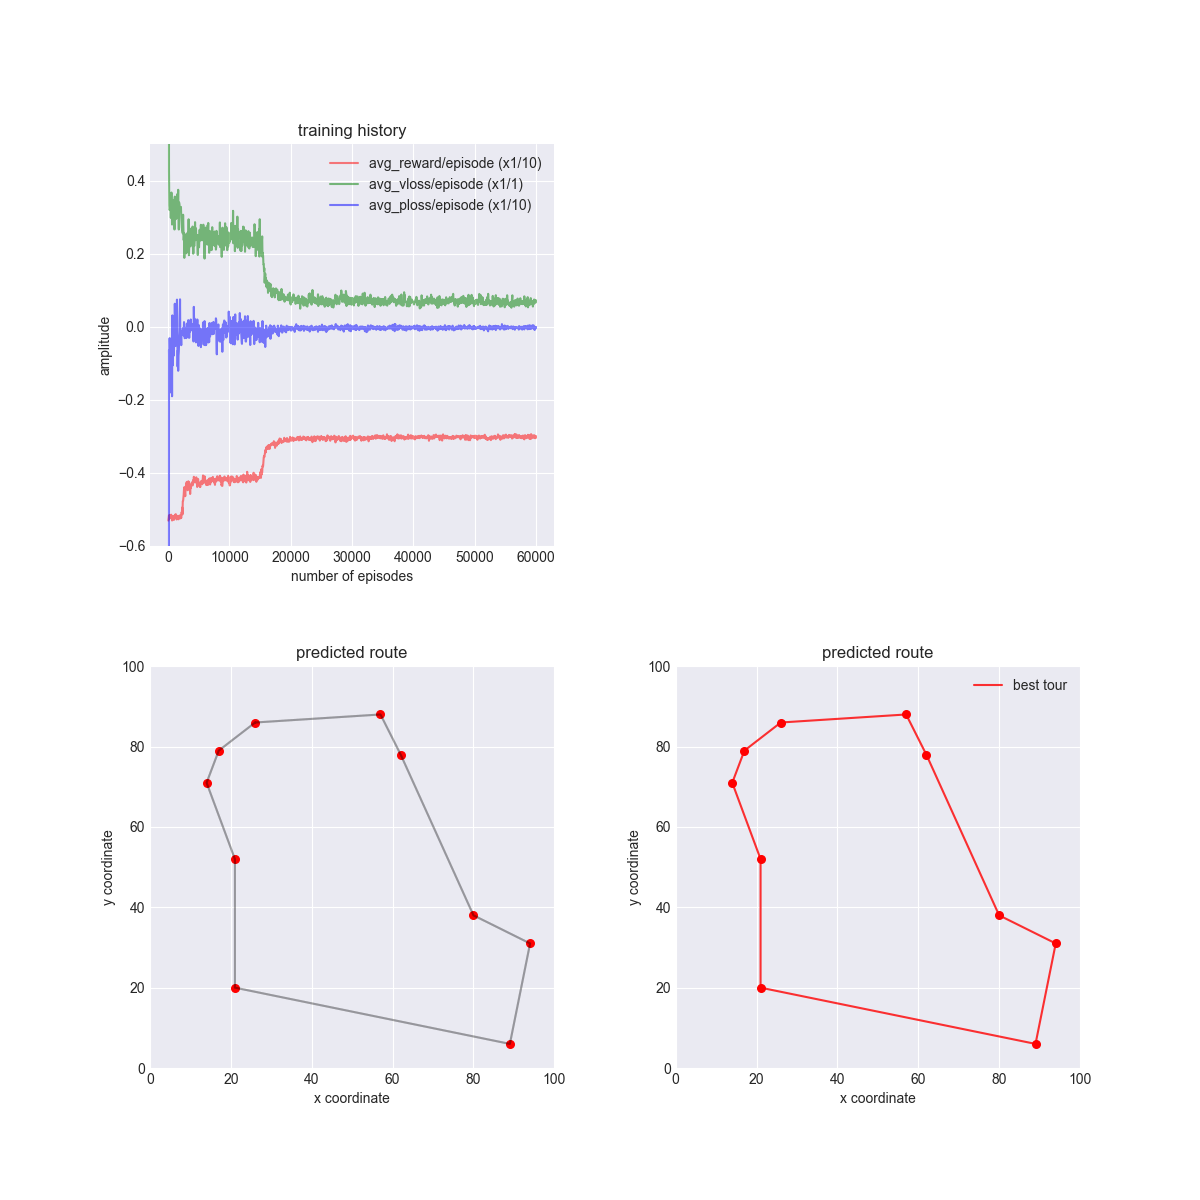 training history
avg_reward/episode (x1/10)
avg_vloss/episode (x1/1)
avg_ploss/episode (x1/10)
0.4
0.2
0.0
−0.2
−0.4
−0.6
amplitude
0 10000 20000 30000 40000 50000 60000
number of episodes
predicted route
100
80
60
40
20
0
y coordinate
0 20 40 60 80 100
x coordinate
predicted route
best tour
100
80
60
40
20
0
y coordinate
0 20 40 60 80 100
x coordinate